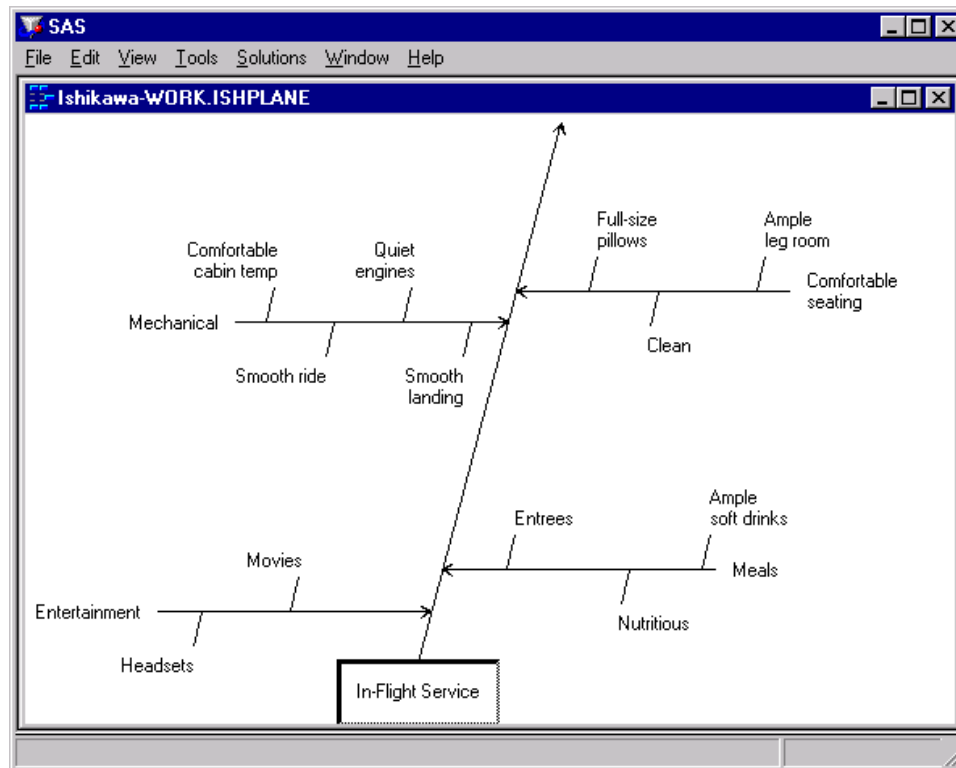 SAS
File Edit View Tools Solutions Window Help
Ishikawa-WORK.ISHPLANE
Full-size
pillows
Ample
leg room
Comfortable
cabin temp
Quiet
engines
Comfortable
seating
Mechanical
Clean
Smooth ride
Smooth
landing
Ample
soft drinks
Entrees
Movies
Meals
Entertainment
Nutritious
Headsets
In-Flight Service